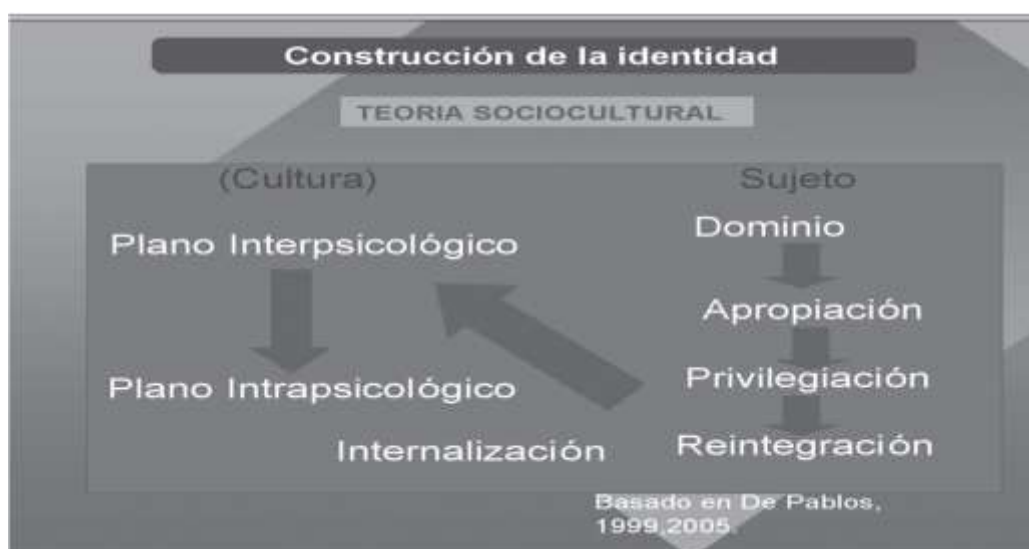 Construcción de la identidad
TEORIA SOCIOCULTURAL
(Cultura)
Plano Interpsicológico
Plano Intrapsicológico
Internalización
Sujeto
Dominio
Apropiación
Privilegiación
Reintegración
Basado en De Pablos,
1999,2005.